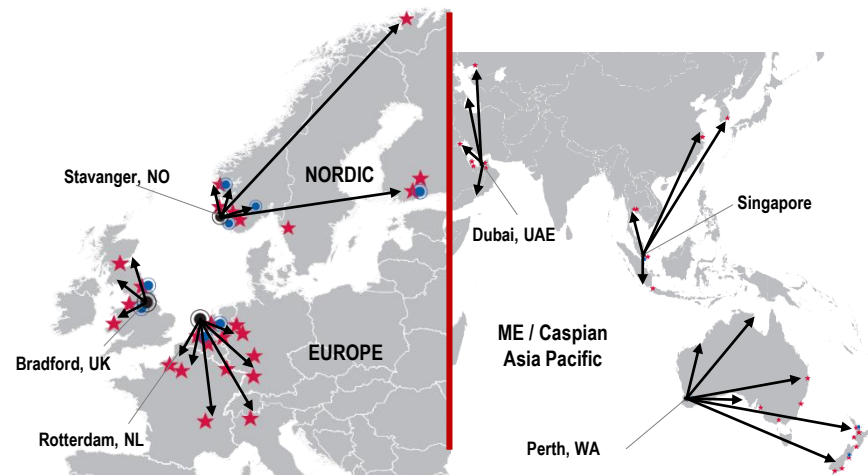 Stavanger, NO
NORDIC
Bradford, UK
EUROPE
Rotterdam, NL
Dubai, UAE
Singapore
ME / Caspian
Asia Pacific
Perth, WA